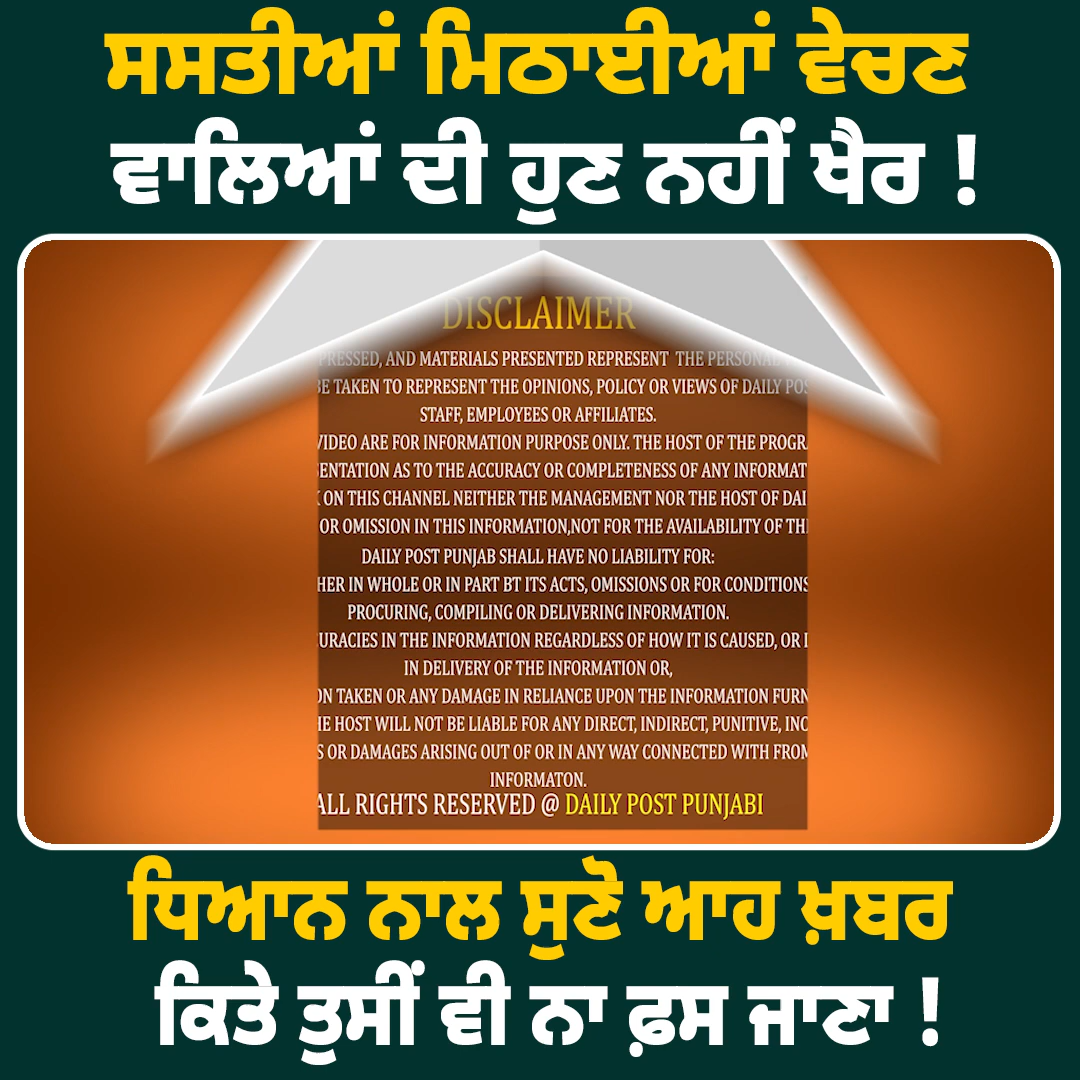 ਸਸਤੀਆਂ ਮਿਠਾਈਆਂ ਵੇਚਣ
ਵਾਲਿਆਂ ਦੀ ਹੁਣ ਨਹੀਂ ਖੈਰ !
DISCLAIMER
PRESSED, AND MATERIALS PRESENTED REPRESENT THE PERSONAL
BE TAKEN TO REPRESENT THE OPINIONS, POLICY OR VIEWS OF DAILY POS
STAFF, EMPLOYEES OR AFFILIATES.
VIDEO ARE FOR INFORMATION PURPOSE ONLY. THE HOST OF THE PROGR
SENTATION AS TO THE ACCURACY OR COMPLETENESS OF ANY INFORMAT
ON THIS CHANNEL NEITHER THE MANAGEMENT NOR THE HOST OF DAI
OR OMISSION IN THIS INFORMATION,NOT FOR THE AVAILABILITY OF TH
DAILY POST PUNJAB SHALL HAVE NO LIABILITY FOR:
HER IN WHOLE OR IN PART BT ITS ACTS, OMISSIONS OR FOR CONDITIONS
PROCURING, COMPILING OR DELIVERING INFORMATION.
URACIES IN THE INFORMATION REGARDLESS OF HOW IT IS CAUSED, OR
IN DELIVERY OF THE INFORMATION OR,
ON TAKEN OR ANY DAMAGE IN RELIANCE UPON THE INFORMATION FURN
HE HOST WILL NOT BE LIABLE FOR ANY DIRECT, INDIRECT, PUNITIVE, INC
S OR DAMAGES ARISING OUT OF OR IN ANY WAY CONNECTED WITH FROM
INFORMATON.
ALL RIGHTS RESERVED @ DAILY POST PUNJABI
ਧਿਆਨ ਨਾਲ ਸੁਣੋ ਆਹ ਖ਼ਬਰ
ਕਿਤੇ ਤੁਸੀਂ ਵੀ ਨਾ ਫ਼ਸ ਜਾਣਾ !